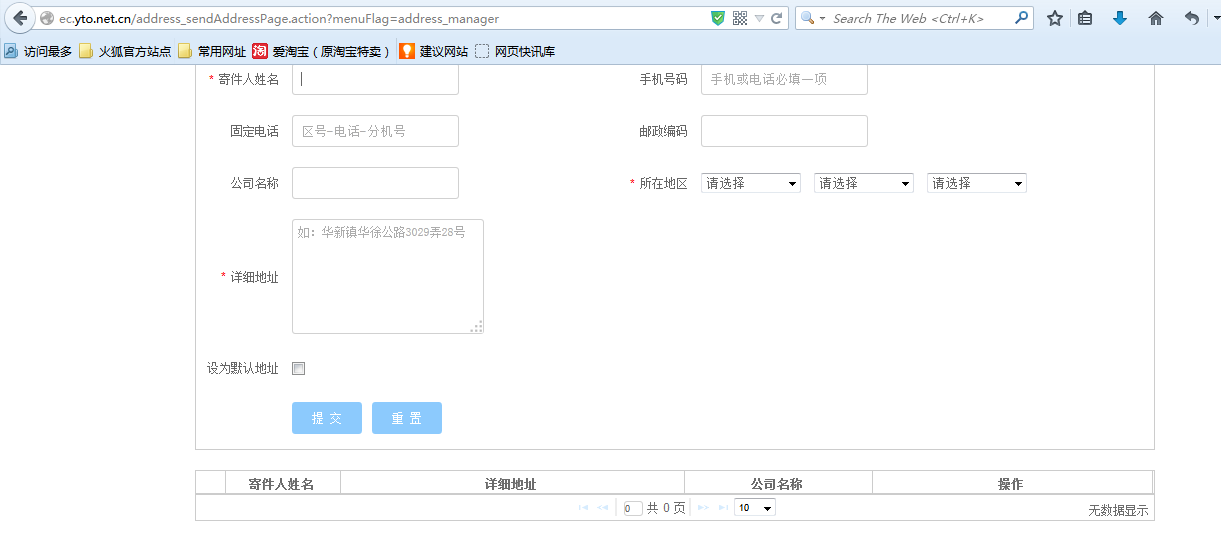 ec.yto.net.cn/address_sendAddressPage.action?menuFlag=address_manager Search The Web <Ctrl+K>
访问最多 火狐官方站点 常用网址 淘 爱淘宝（原淘宝特卖） 建议网站 网页快讯库
* 寄件人姓名 手机号码 手机或电话必填一项
固定电话 区号-电话-分机号 邮政编码
公司名称 * 所在地区 请选择 请选择 请选择
如：华新镇华徐公路3029弄28号
* 详细地址
设为默认地址
提 交 重 置
寄件人姓名 详细地址 公司名称 操作
0 共 0 页 10 无数据显示